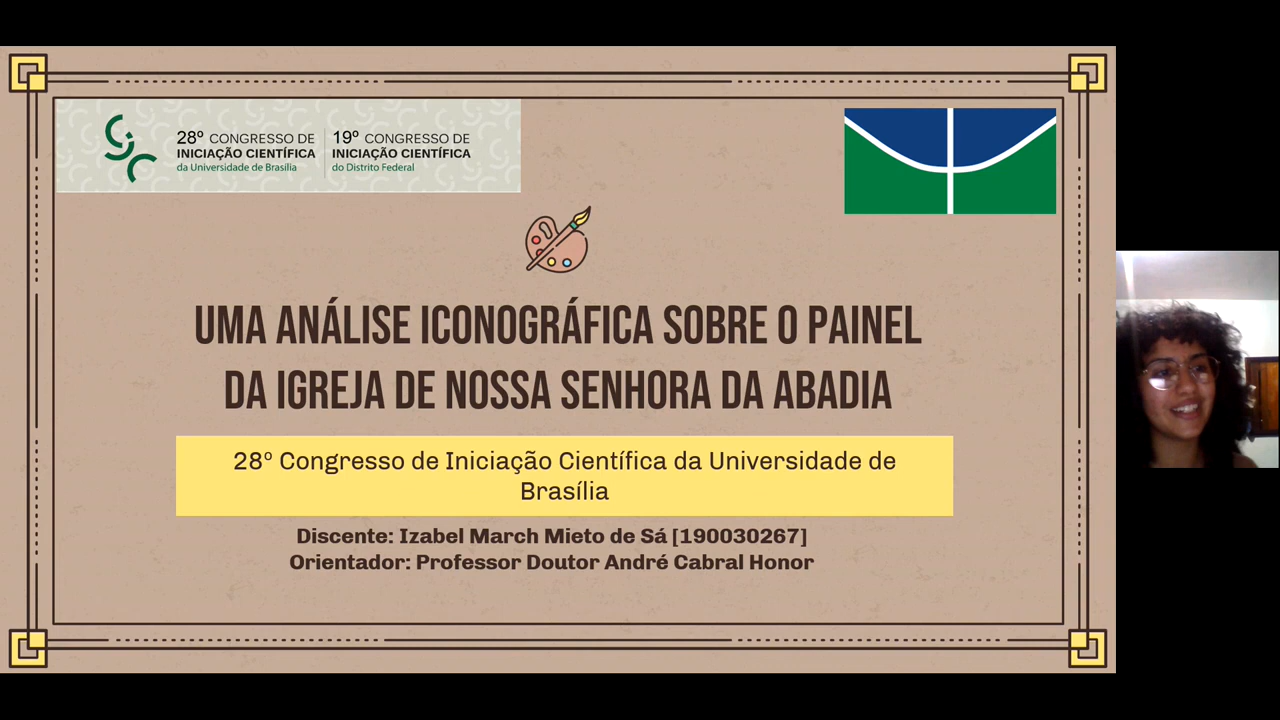 28º CONGRESSO DE
INICIAÇÃO CIENTÍFICA
da Universidade de Brasília
19º CONGRESSO DE
INICIAÇÃO CIENTÍFICA
do Distrito Federal
UMA ANÁLISE ICONOGRÁFICA SOBRE O PAINEL
DA IGREJA DE NOSSA SENHORA DA ABADIA
28º Congresso de Iniciação Científica da Universidade de
Brasília
Discente: Izabel March Mieto de Sá [190030267]
Orientador: Professor Doutor André Cabral Honor